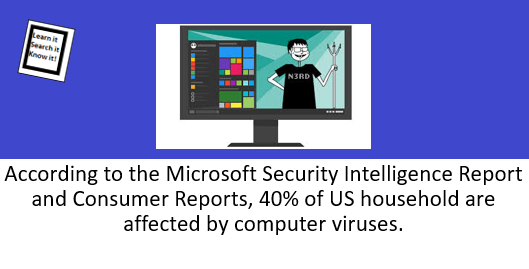 Learn it
Search it
Know it!
N3RD
According to the Microsoft Security Intelligence Report
and Consumer Reports, 40% of US household are
affected by computer viruses.